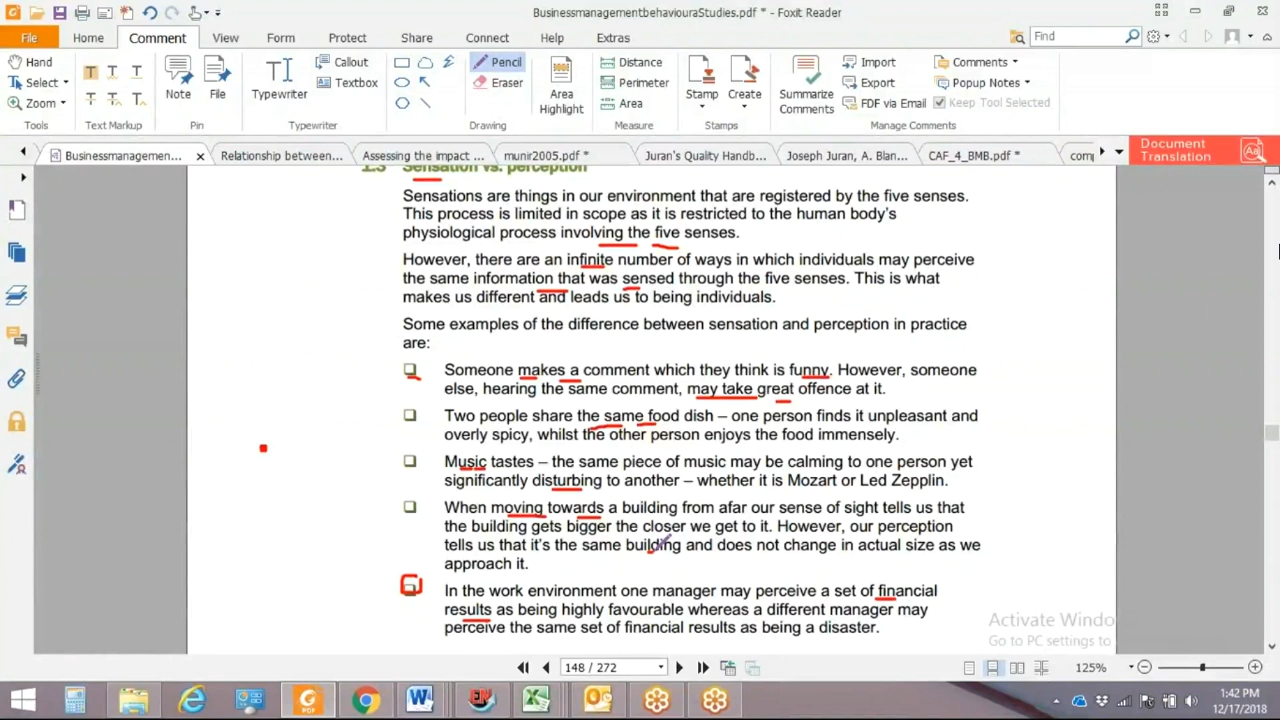 BusinessmanagementbehaviouraStudies.pdf * - Foxit Reader
File Home Comment View Form Protect Share Connect Help Extras Find
Hand Select Zoom Tools
Text Markup
Note File Pin
Typewriter Callout Textbox Typewriter
Pencil Eraser Drawing
Area Highlight
Distance Perimeter Area Measure
Stamp Create Stamps
Summarize Comments Import Export FDF via Email Comments Popup Notes Keep Tool Selected Manage Comments
Businessmanagemen... Relationship between... Assessing the impact ... munir2005.pdf * Juran's Quality Handb... Joseph Juran, A. Blan... CAF_4_BMB.pdf * comp
Document Translation
1.3 Sensation vs. perception
Sensations are things in our environment that are registered by the five senses.
This process is limited in scope as it is restricted to the human body's
physiological process involving the five senses.
However, there are an infinite number of ways in which individuals may perceive
the same information that was sensed through the five senses. This is what
makes us different and leads us to being individuals.
Some examples of the difference between sensation and perception in practice
are:
Someone makes a comment which they think is funny. However, someone
else, hearing the same comment, may take great offence at it.
Two people share the same food dish – one person finds it unpleasant and
overly spicy, whilst the other person enjoys the food immensely.
Music tastes – the same piece of music may be calming to one person yet
significantly disturbing to another – whether it is Mozart or Led Zepplin.
When moving towards a building from afar our sense of sight tells us that
the building gets bigger the closer we get to it. However, our perception
tells us that it's the same building and does not change in actual size as we
approach it.
In the work environment one manager may perceive a set of financial
results as being highly favourable whereas a different manager may
perceive the same set of financial results as being a disaster.
Activate Windo
Go to PC settings to
148 / 272 125%
1:42 PM
12/17/2018